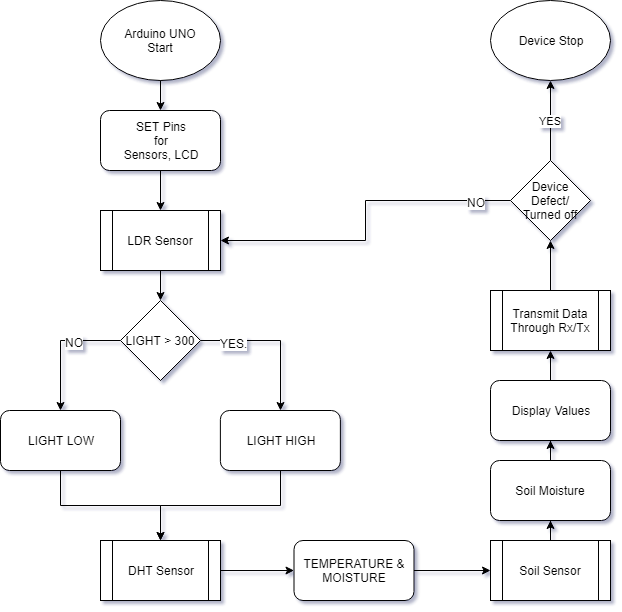 Arduino UNO
Start
SET Pins
for
Sensors, LCD
LDR Sensor
LIGHT > 300
NO
YES.
LIGHT LOW
LIGHT HIGH
DHT Sensor
TEMPERATURE &
MOISTURE
Soil Sensor
Soil Moisture
Display Values
Transmit Data
Through Rx/Tx
Device
Defect/
Turned off
NO
YES
Device Stop